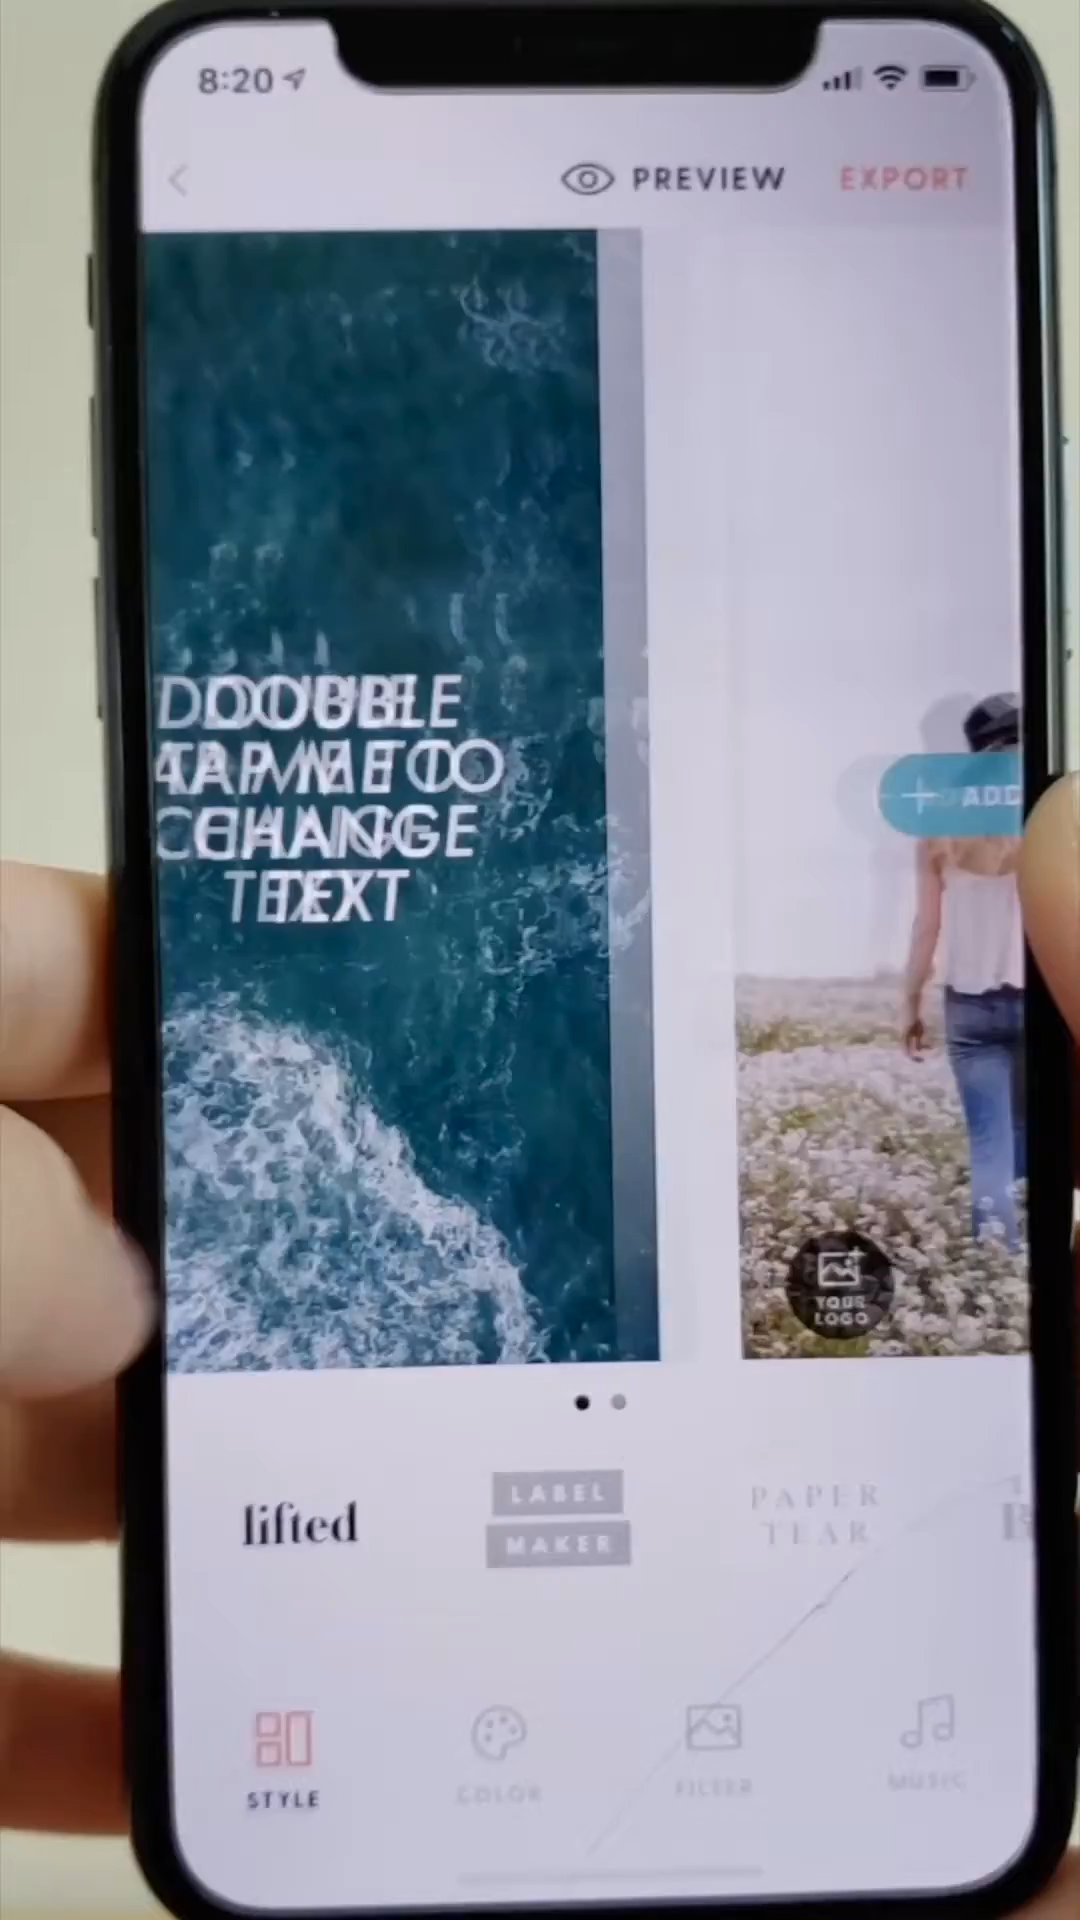 8:20
PREVIEW
EXPORT
DOUBLE
TAP ME TO
CHANGE
TEXT
+ ADD
YOUR
LOGO
lifted
LABEL
MAKER
PAPER
TEAR
STYLE
COLOR
FILTER
MUSIC